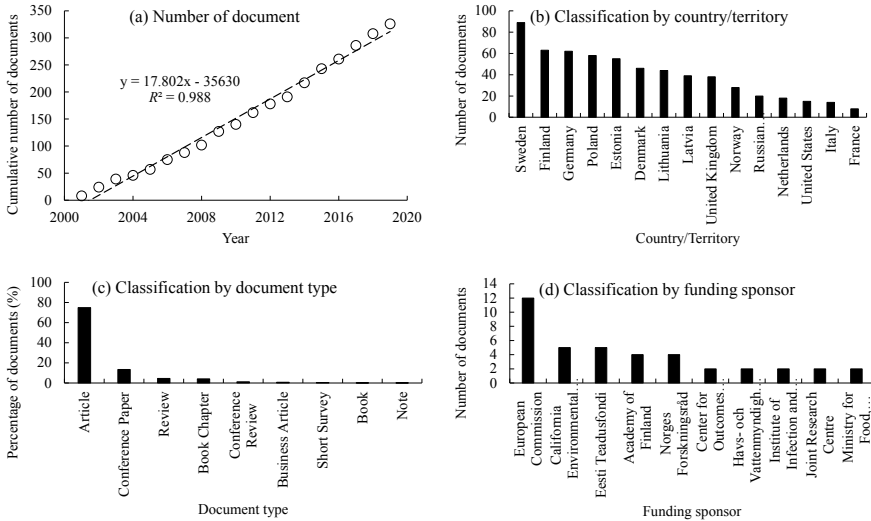 (a) Number of document
Cumulative number of documents
350
300
250
200
150
100
50
0
y = 17.802x - 35630
R² = 0.988
2000
2004
2008
2012
2016
2020
Year
(b) Classification by country/territory
Number of documents
100
80
60
40
20
0
Sweden
Finland
Germany
Poland
Estonia
Denmark
Lithuania
Latvia
United Kingdom
Norway
Russian…
Netherlands
United States
Italy
France
Country/Territory
(c) Classification by document type
Percentage of documents (%)
100
80
60
40
20
0
Article
Conference Paper
Review
Book Chapter
Conference
Review
Business Article
Short Survey
Book
Note
Document type
(d) Classification by funding sponsor
Number of documents
14
12
10
8
6
4
2
0
European
Commission
California
Environmental…
Eesti Teadusfondi
Academy of
Finland
Norges
Forskningsråd
Center for
Outcomes…
Havs- och
Vattenmyndigh…
Institute of
Infection and…
Joint Research
Centre
Ministry for
Food,…
Funding sponsor